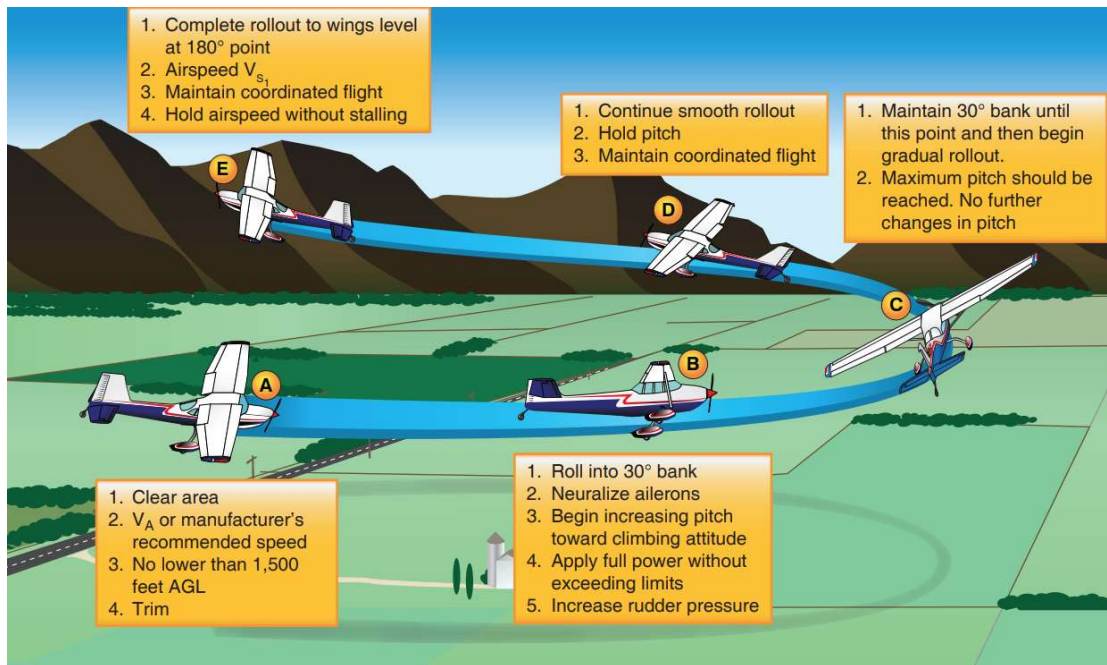 1. Complete rollout to wings level
at 180° point
2. Airspeed VS1
3. Maintain coordinated flight
4. Hold airspeed without stalling
1. Continue smooth rollout
2. Hold pitch
3. Maintain coordinated flight
1. Maintain 30° bank until
this point and then begin
gradual rollout.
2. Maximum pitch should be
reached. No further
changes in pitch
E
D
C
B
A
1. Clear area
2. VA or manufacturer's
recommended speed
3. No lower than 1,500
feet AGL
4. Trim
1. Roll into 30° bank
2. Neuralize ailerons
3. Begin increasing pitch
toward climbing attitude
4. Apply full power without
exceeding limits
5. Increase rudder pressure